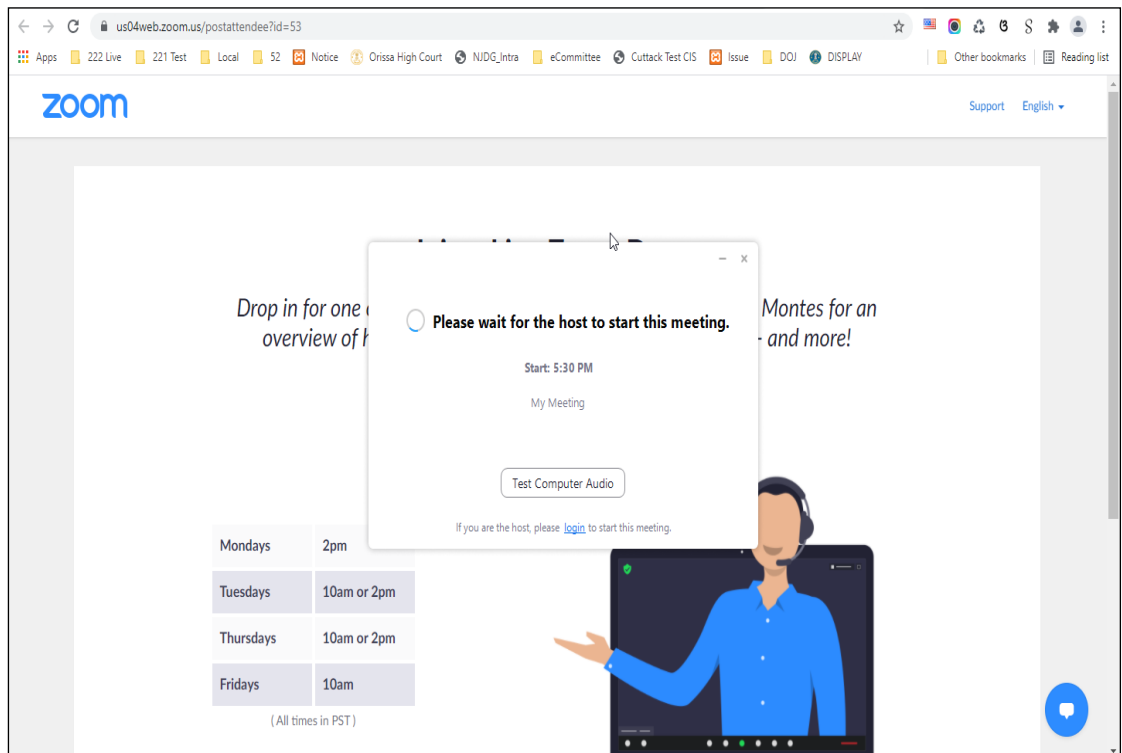 us04web.zoom.us/postattendee?id=53
Apps 222 Live 221 Test Local 52 Notice Orissa High Court NJDG_Intra eCommittee Cuttack Test CIS Issue DOJ DISPLAY Other bookmarks Reading list
zoom Support English
Drop in for one Montes for an
overview of and more!
Please wait for the host to start this meeting.
Start: 5:30 PM
My Meeting
Test Computer Audio
If you are the host, please login to start this meeting.
Mondays 2pm
Tuesdays 10am or 2pm
Thursdays 10am or 2pm
Fridays 10am
( All times in PST )